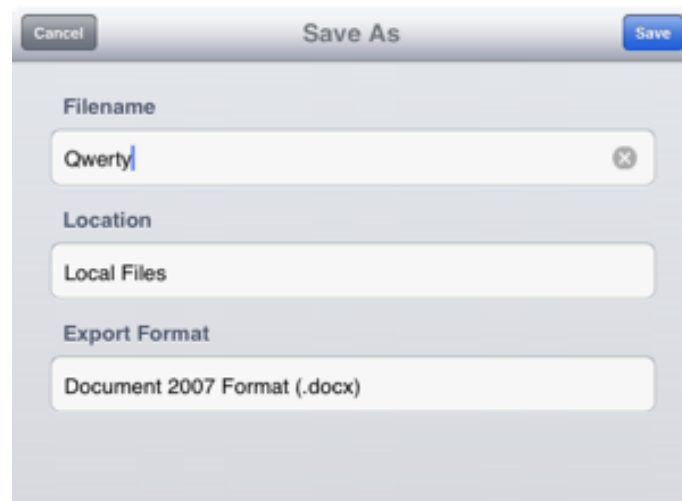 Cancel Save As Save
Filename
Qwerty
Location
Local Files
Export Format
Document 2007 Format (.docx)